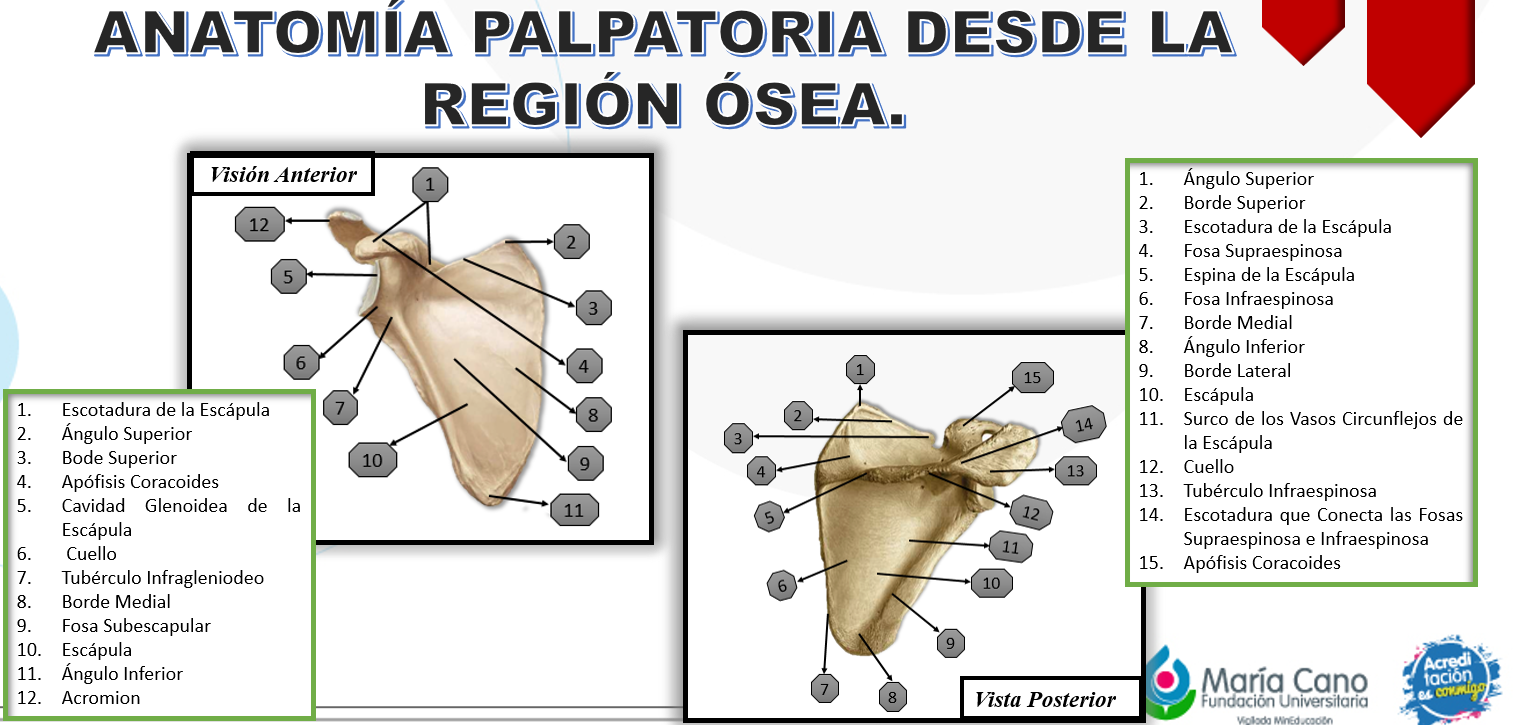 ANATOMÍA PALPATORIA DESDE LA
REGIÓN ÓSEA.
Visión Anterior
1
12
2
5
3
6
4
7
8
10
9
11
1. Escotadura de la Escápula
2. Ángulo Superior
3. Bode Superior
4. Apófisis Coracoides
5. Cavidad Glenoidea de la
Escápula
6. Cuello
7. Tubérculo Infragleniodeo
8. Borde Medial
9. Fosa Subescapular
10. Escápula
11. Ángulo Inferior
12. Acromion
1
15
2
14
3
4
13
5
12
11
6
10
9
7
8
Vista Posterior
1. Ángulo Superior
2. Borde Superior
3. Escotadura de la Escápula
4. Fosa Supraespinosa
5. Espina de la Escápula
6. Fosa Infraespinosa
7. Borde Medial
8. Ángulo Inferior
9. Borde Lateral
10. Escápula
11. Surco de los Vasos Circunflejos de
la Escápula
12. Cuello
13. Tubérculo Infraespinosa
14. Escotadura que Conecta las Fosas
Supraespinosa e Infraespinosa
15. Apófisis Coracoides
María Cano
Fundación Universitaria
Vigilada MinEducación
Acredi
tación
es conmigo